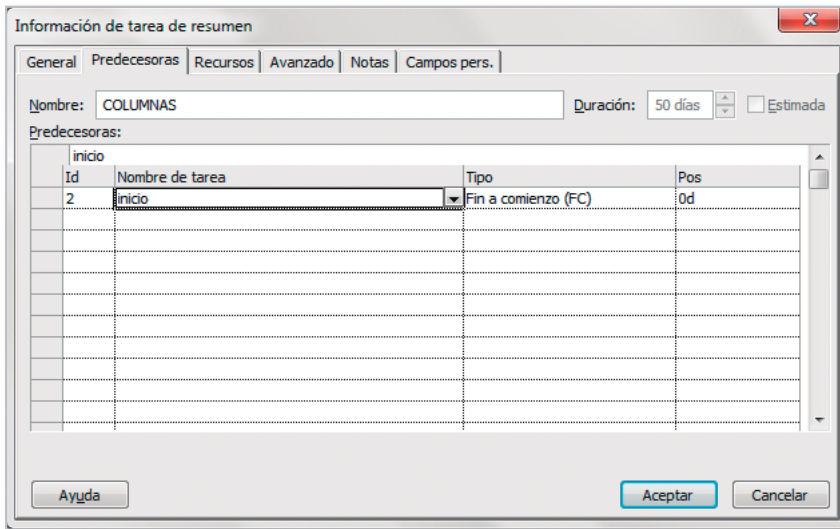 Información de tarea de resumen
General Predecesoras Recursos Avanzado Notas Campos pers.
Nombre: COLUMNAS Duración: 50 días Estimada
Predecesoras:
inicio
Id Nombre de tarea Tipo Pos
2 inicio Fin a comienzo (FC) 0d
Ayuda Aceptar Cancelar